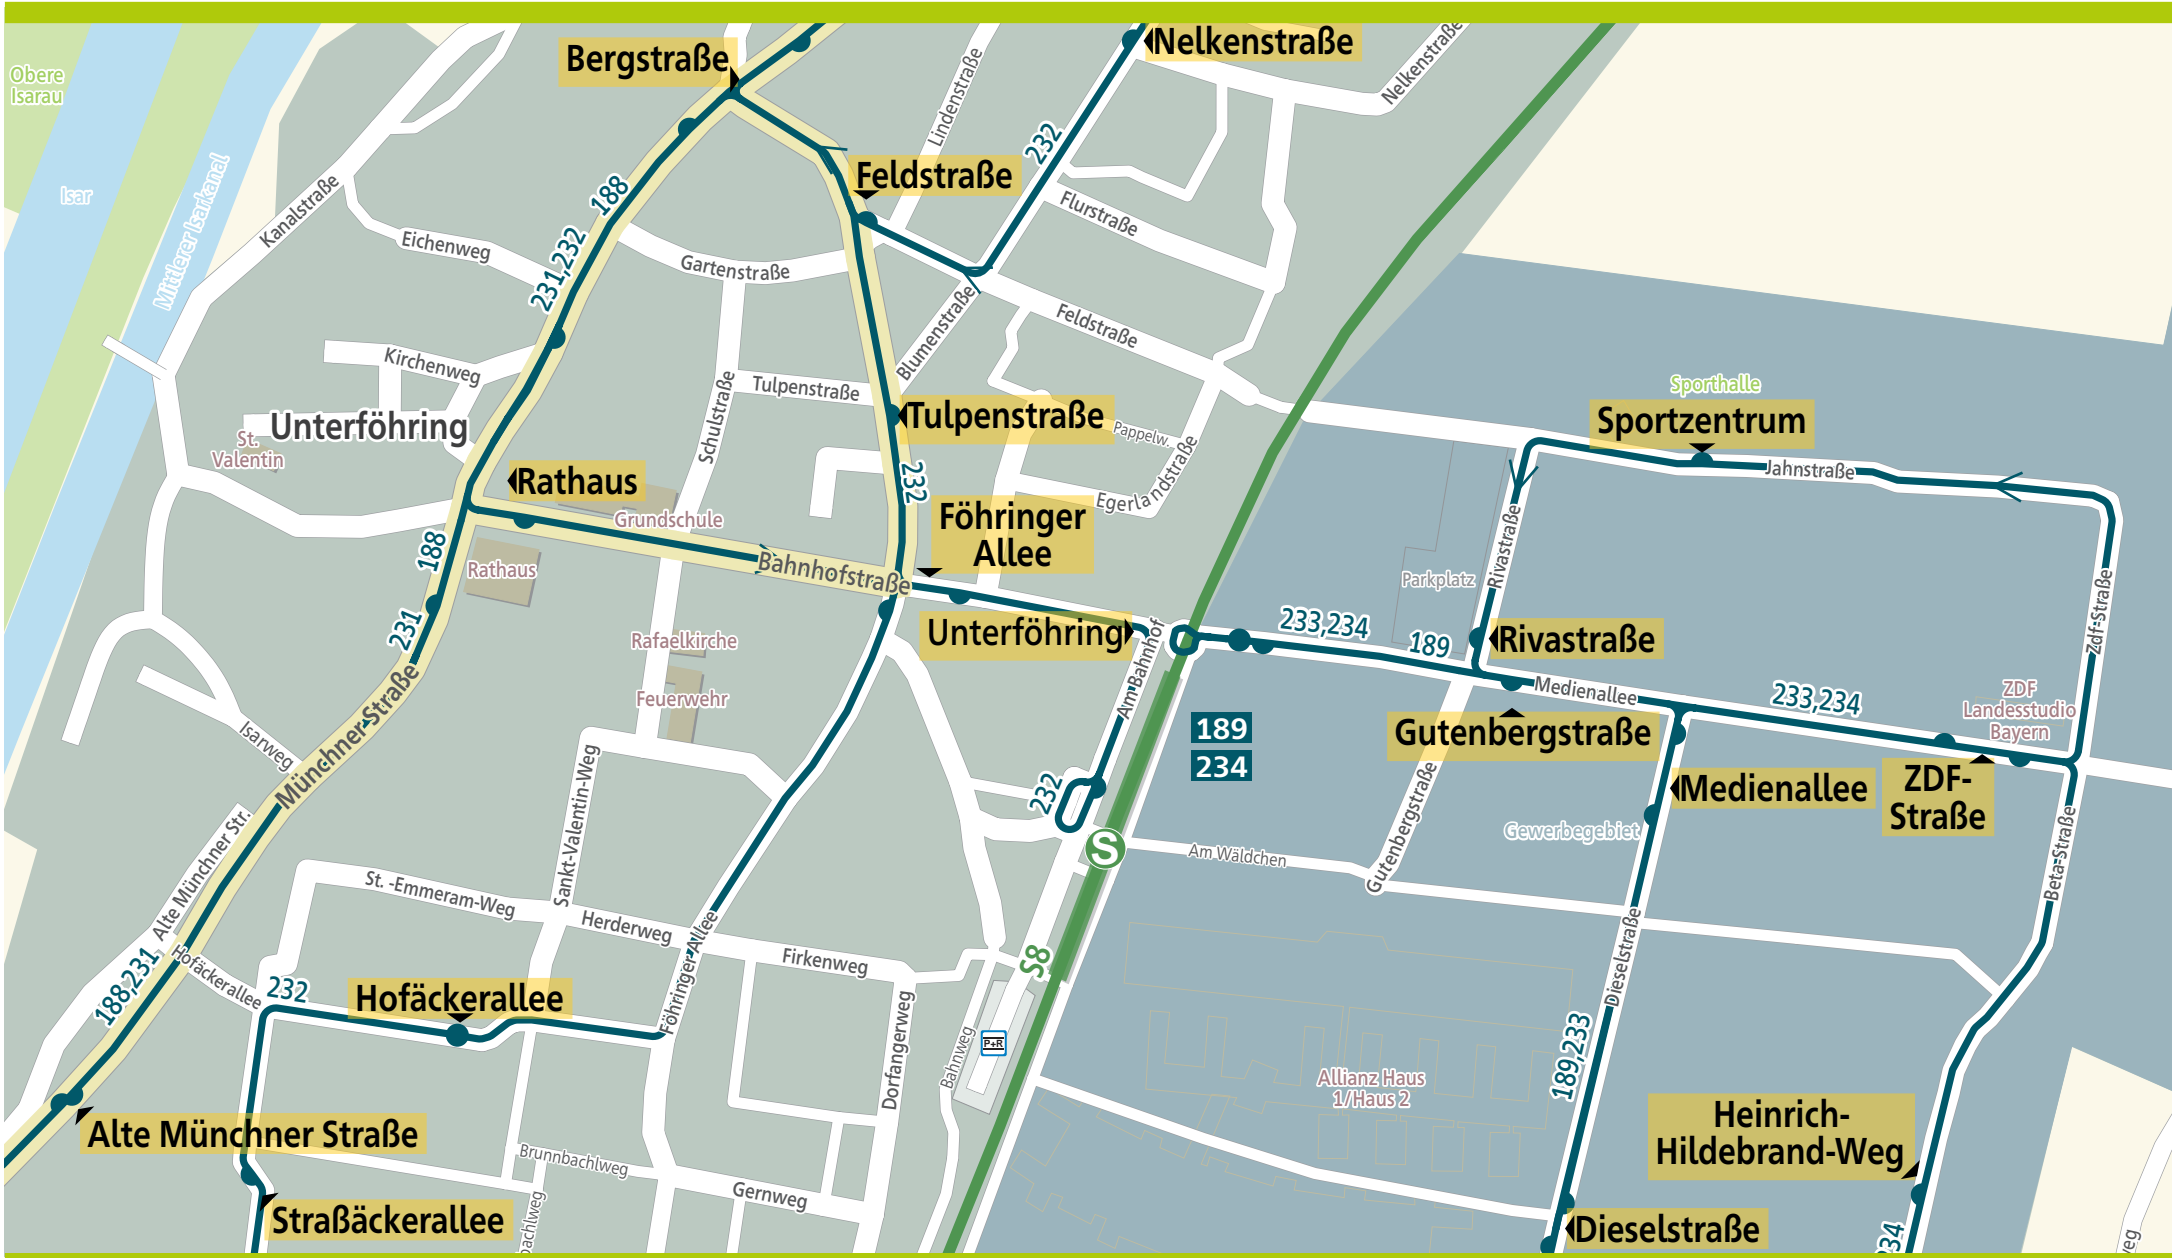 Bergstraße
Nelkenstraße
Nelkenstraße
Obere
Isarau
Lindenstraße
232
Isar
Mittlerer Isarkanal
Kanalstraße
188
Feldstraße
Flurstraße
Eichenweg
231,232
Gartenstraße
Blumenstraße
Feldstraße
Kirchenweg
Schulstraße
Tulpenstraße
Tulpenstraße
Pappelw.
Sporthalle
Sportzentrum
Jahnstraße
Unterföhring
St.
Valentin
Rathaus
232
Egerlandstraße
Grundschule
Föhringer
Allee
188
Rathaus
Bahnhofstraße
Parkplatz
Rivastraße
Zdf-Straße
231
Rafaelkirche
Unterföhring
Am Bahnhof
233,234
189
Rivastraße
Feuerwehr
Medienallee
233,234
ZDF
Landesstudio
Bayern
Münchner Straße
Isarweg
189
234
Gutenbergstraße
Sankt-Valentin-Weg
232
Medienallee
ZDF-
Straße
Gutenbergstraße
Gewerbegebiet
Alte Münchner Str.
S
Am Wäldchen
Beta-Straße
St. -Emmeram-Weg
Herderweg
Föhringer Allee
Firkenweg
S8
Dieselstraße
188,231
Hofäckerallee
232
Hofäckerallee
Dorfangerweg
Bahnweg
P+R
189,233
Allianz Haus
1/Haus 2
Alte Münchner Straße
Heinrich-
Hildebrand-Weg
Brunnbachlweg
Gernweg
Straßäckerallee
bachlweg
Dieselstraße
234
eg